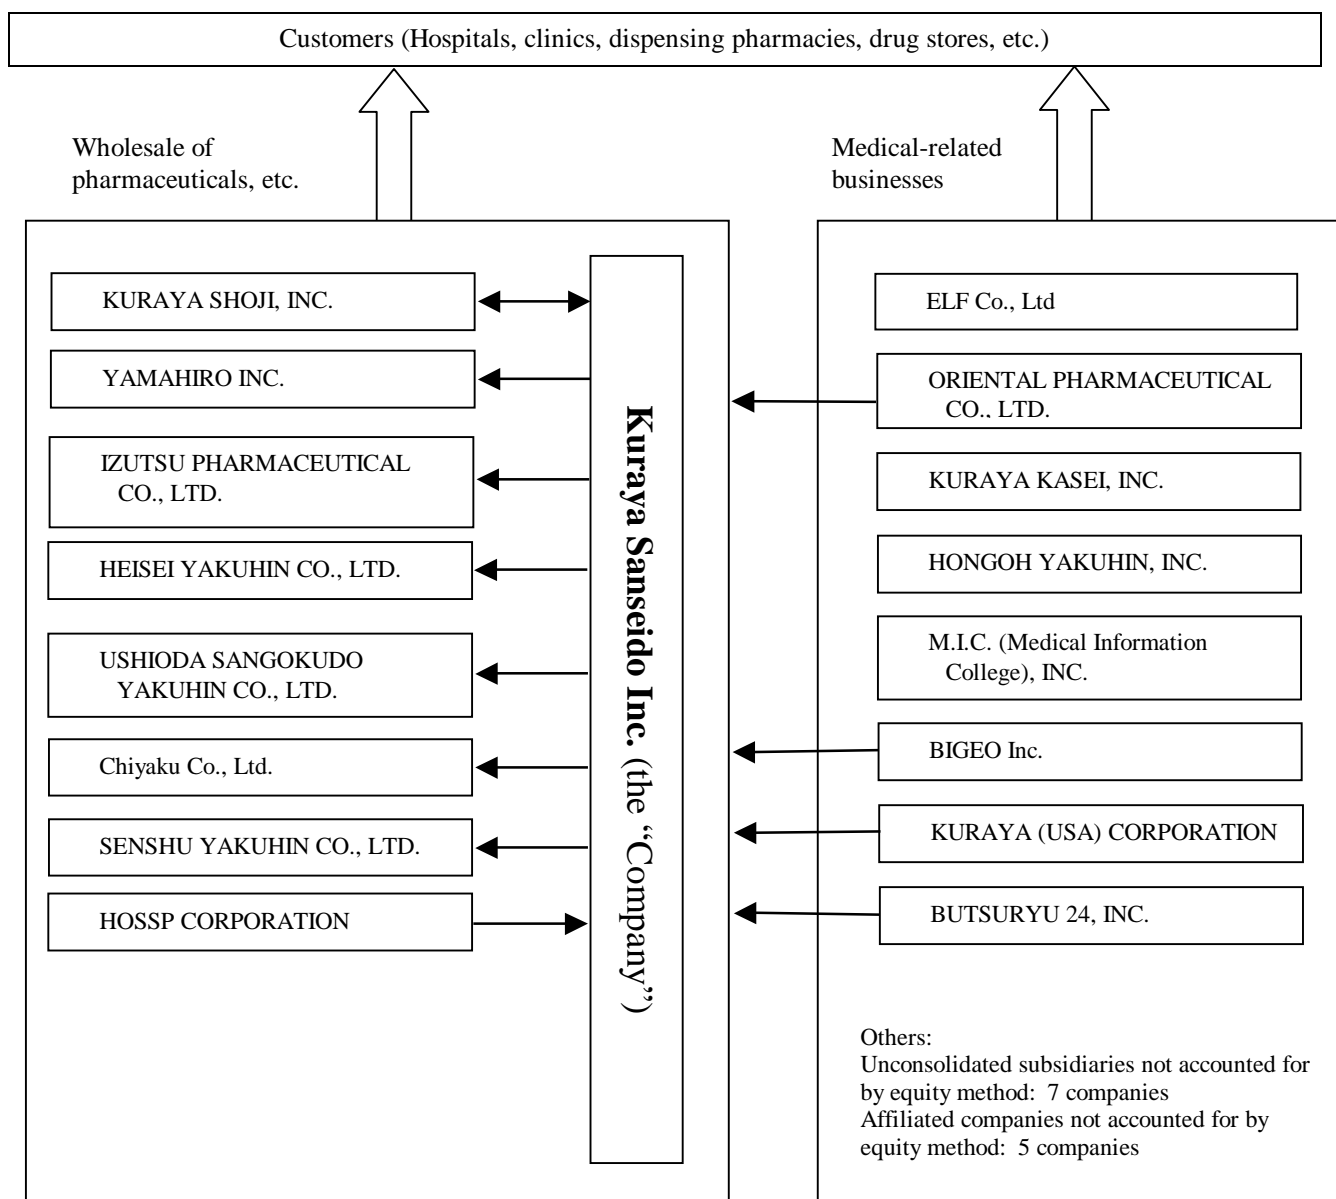 Customers (Hospitals, clinics, dispensing pharmacies, drug stores, etc.)
Wholesale of
pharmaceuticals, etc.
Medical-related
businesses
KURAYA SHOJI, INC.
YAMAHIRO INC.
IZUTSU PHARMACEUTICAL
CO., LTD.
HEISEI YAKUHIN CO., LTD.
USHIODA SANGOKUDO
YAKUHIN CO., LTD.
Chiyaku Co., Ltd.
SENSHU YAKUHIN CO., LTD.
HOSSP CORPORATION
Kuraya Sanseido Inc. (the “Company”)
ELF Co., Ltd
ORIENTAL PHARMACEUTICAL
CO., LTD.
KURAYA KASEI, INC.
HONGOH YAKUHIN, INC.
M.I.C. (Medical Information
College), INC.
BIGEO Inc.
KURAYA (USA) CORPORATION
BUTSURYU 24, INC.
Others:
Unconsolidated subsidiaries not accounted for
by equity method:  7 companies
Affiliated companies not accounted for by
equity method:  5 companies